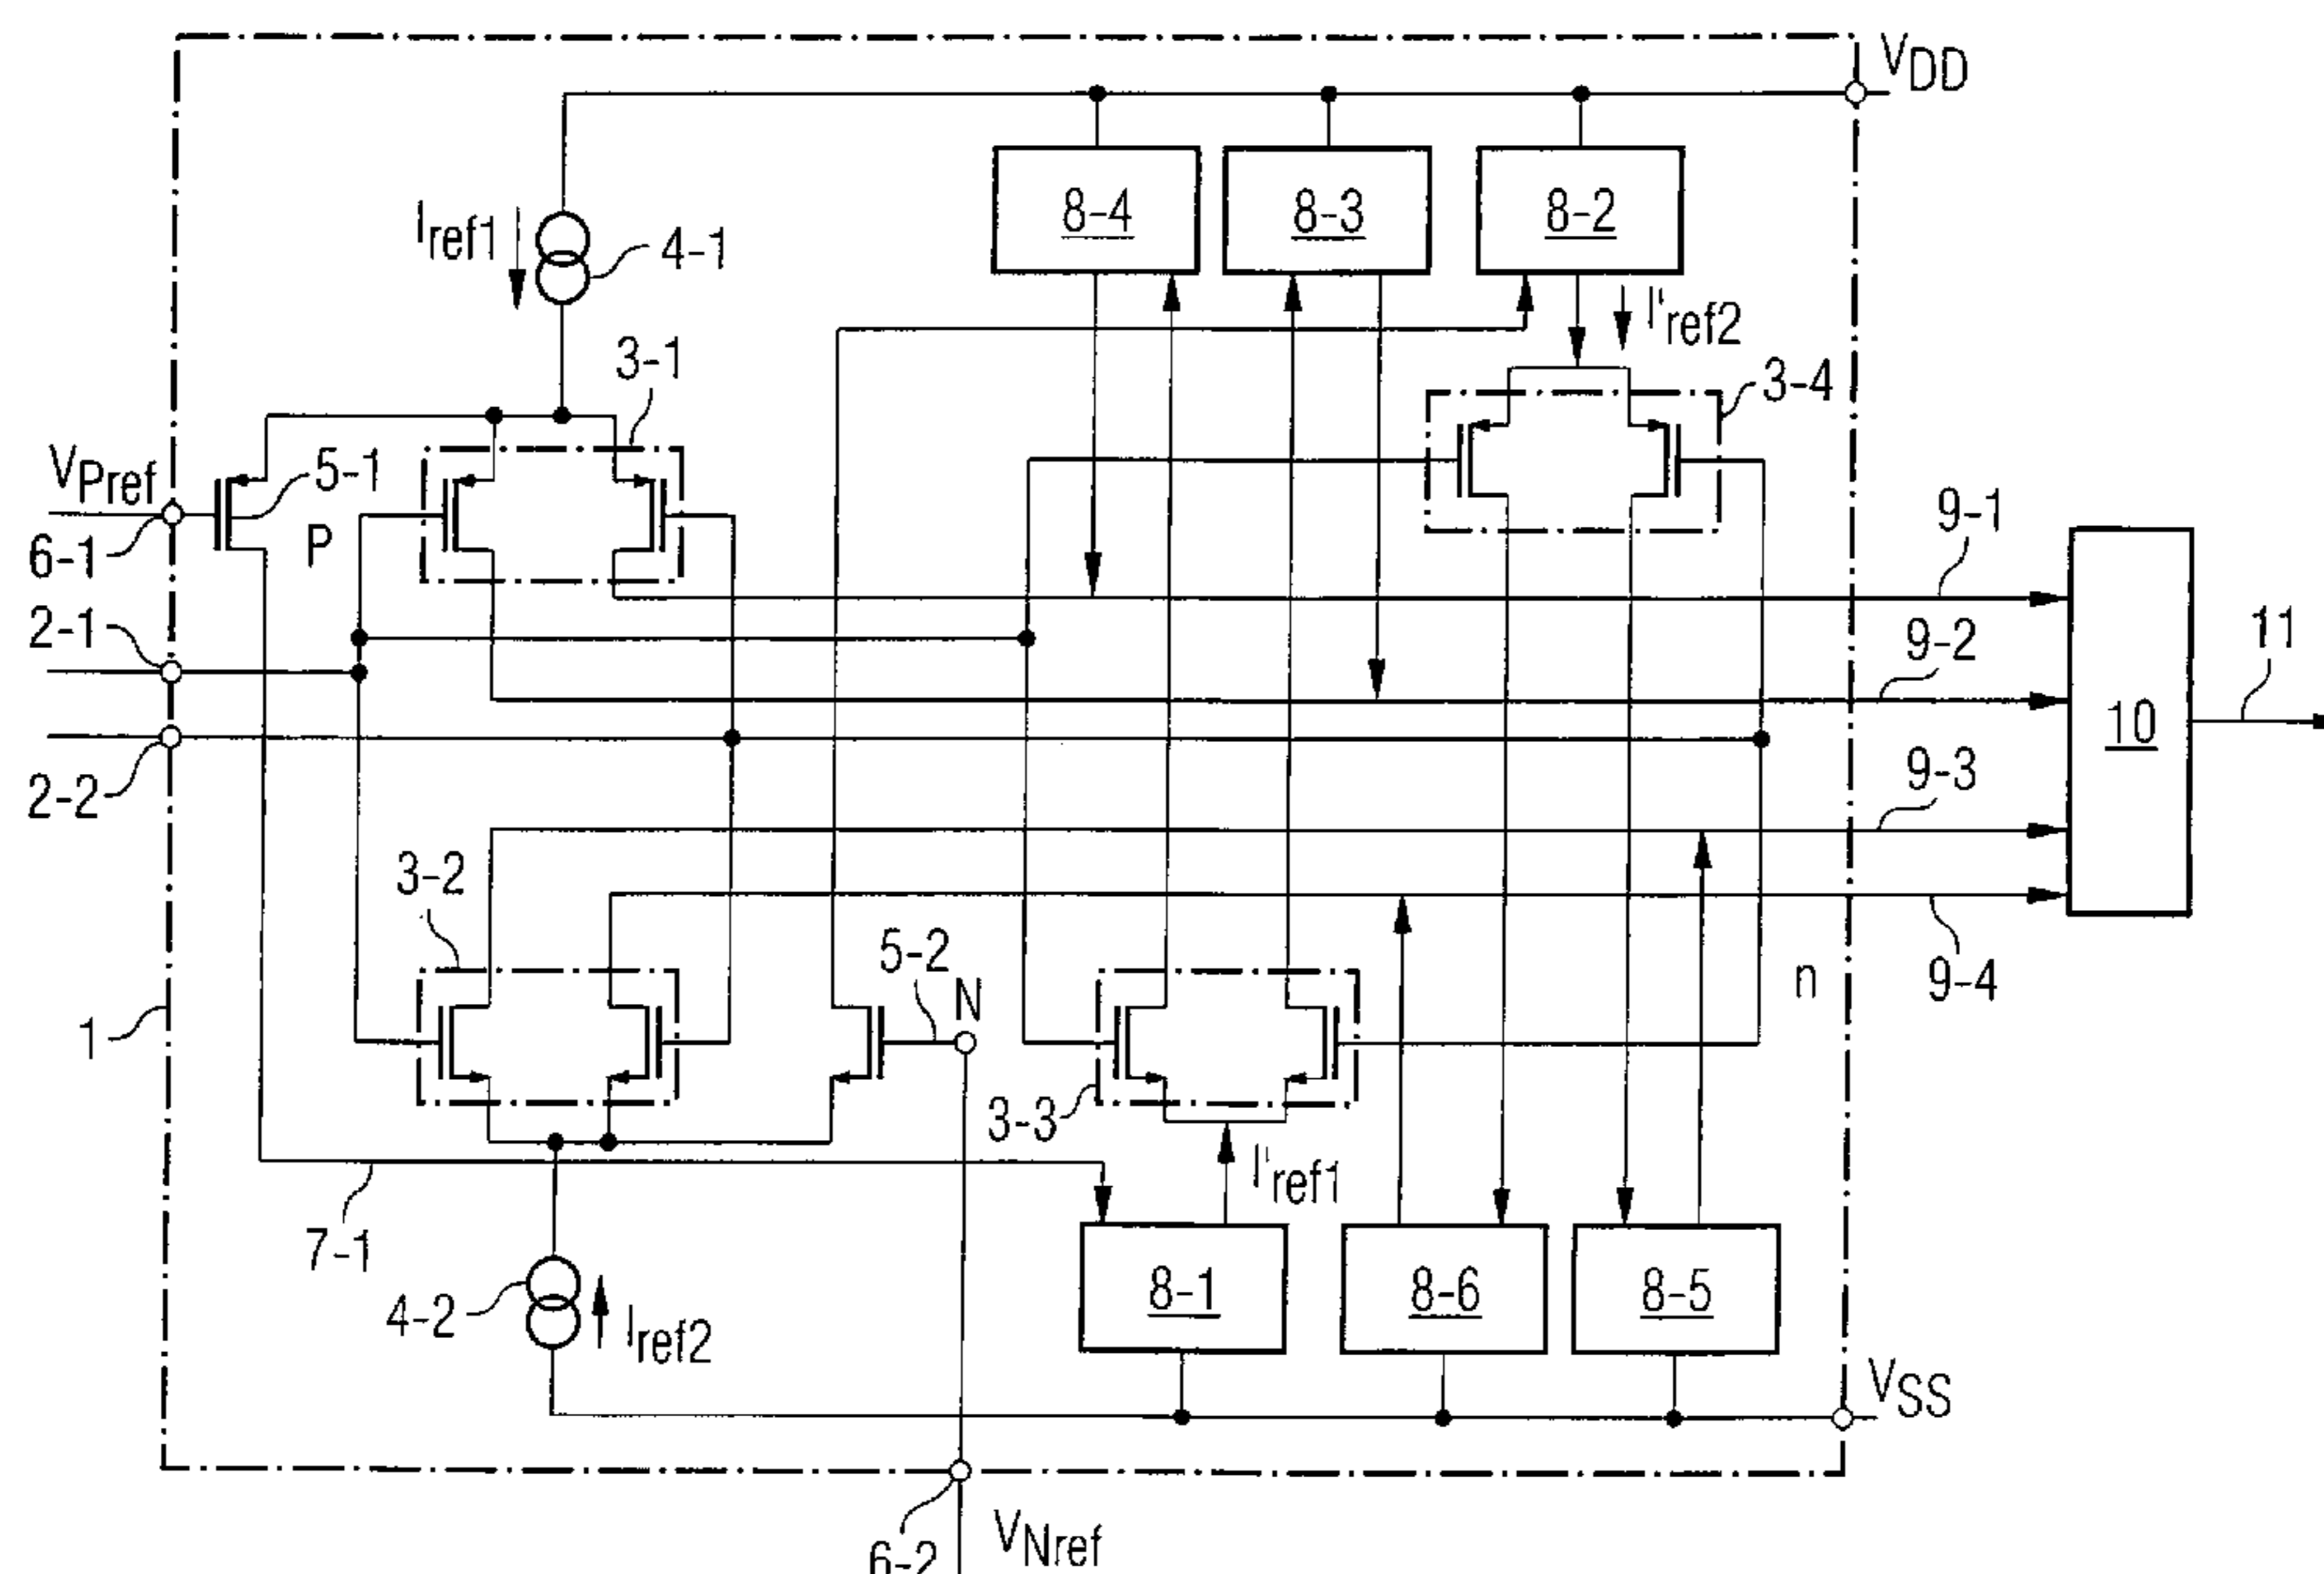 VDD
8-4
8-3
8-2
Iref1
4-1
I'ref2
3-1
3-4
VPref
5-1
9-1
6-1
P
2-1
9-2
11
10
2-2
9-3
3-2
5-2
N
n
9-4
1
3-3
I'ref1
7-1
8-1
8-6
8-5
4-2
Iref2
VSS
6-2
VNref